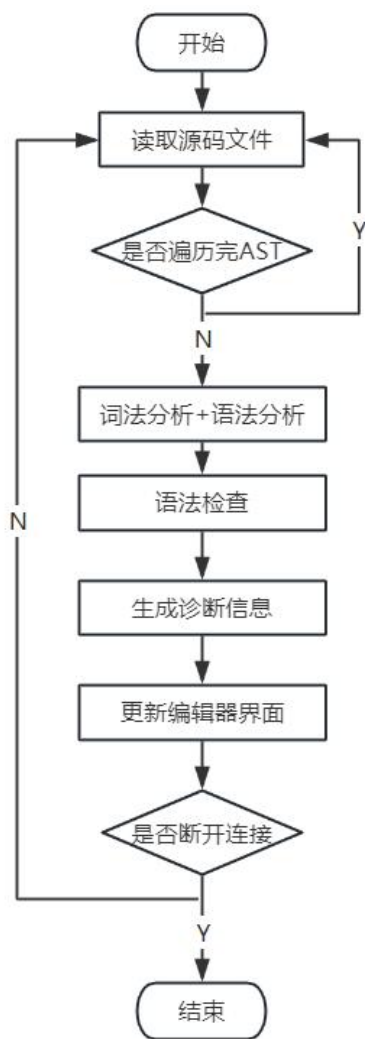 开始
读取源码文件
是否遍历完AST
Y
N
词法分析+语法分析
语法检查
N
生成诊断信息
更新编辑器界面
是否断开连接
Y
结束